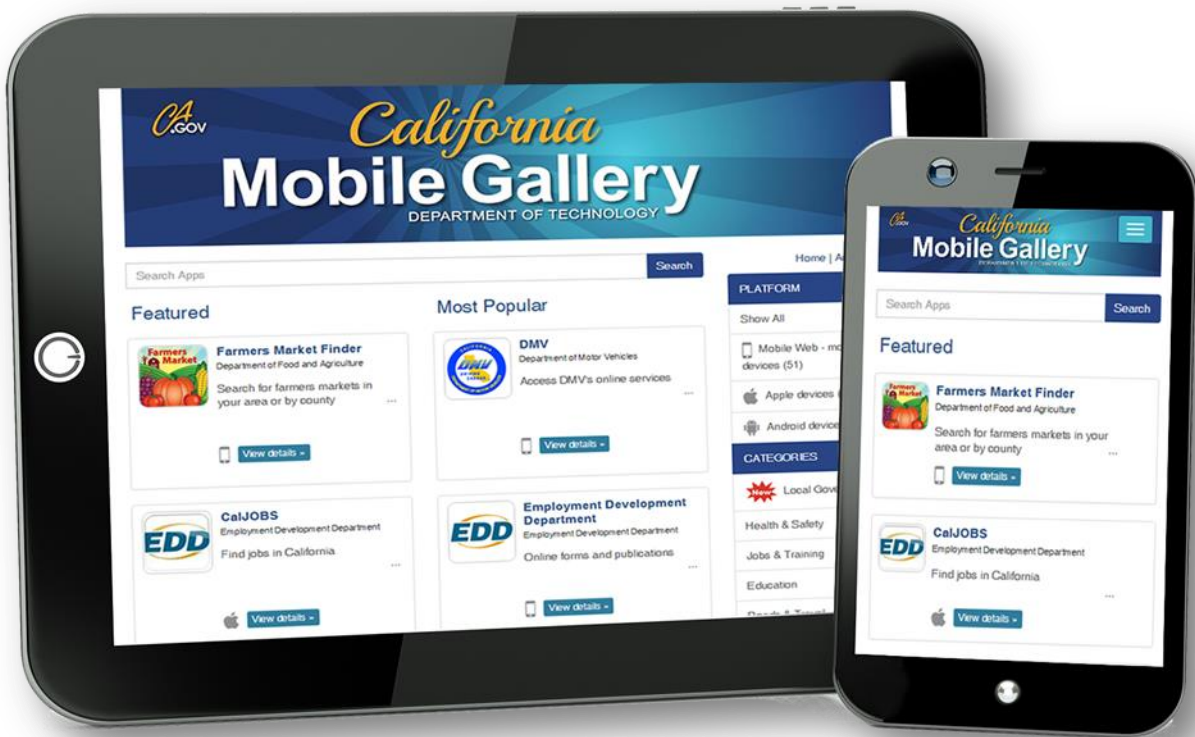 CA
.GOV
California
Mobile Gallery
DEPARTMENT OF TECHNOLOGY
Search Apps
Search
Home |
Featured
Farmers
Market
Farmers Market Finder
Department of Food and Agriculture
Search for farmers markets in
your area or by county
...
View details »
EDD
CalJOBS
Employment Development Department
Find jobs in California
...
View details »
Most Popular
CALIFORNIA
DMV
DMV
Department of Motor Vehicles
Access DMV's online services
...
View details »
EDD
Employment Development
Department
Employment Development Department
Online forms and publications
...
View details »
PLATFORM
Show All
Mobile Web -
devices (51)
Apple devices
Android
CATEGORIES
New Local
Health & Safety
Jobs & Training
Education
CA
.GOV
California
Mobile Gallery
DEPARTMENT OF TECHNOLOGY
Search Apps
Search
Featured
Farmers
Market
Farmers Market Finder
Department of Food and Agriculture
Search for farmers markets in your
area or by county
...
View details »
EDD
CalJOBS
Employment Development Department
Find jobs in California
...
View details »